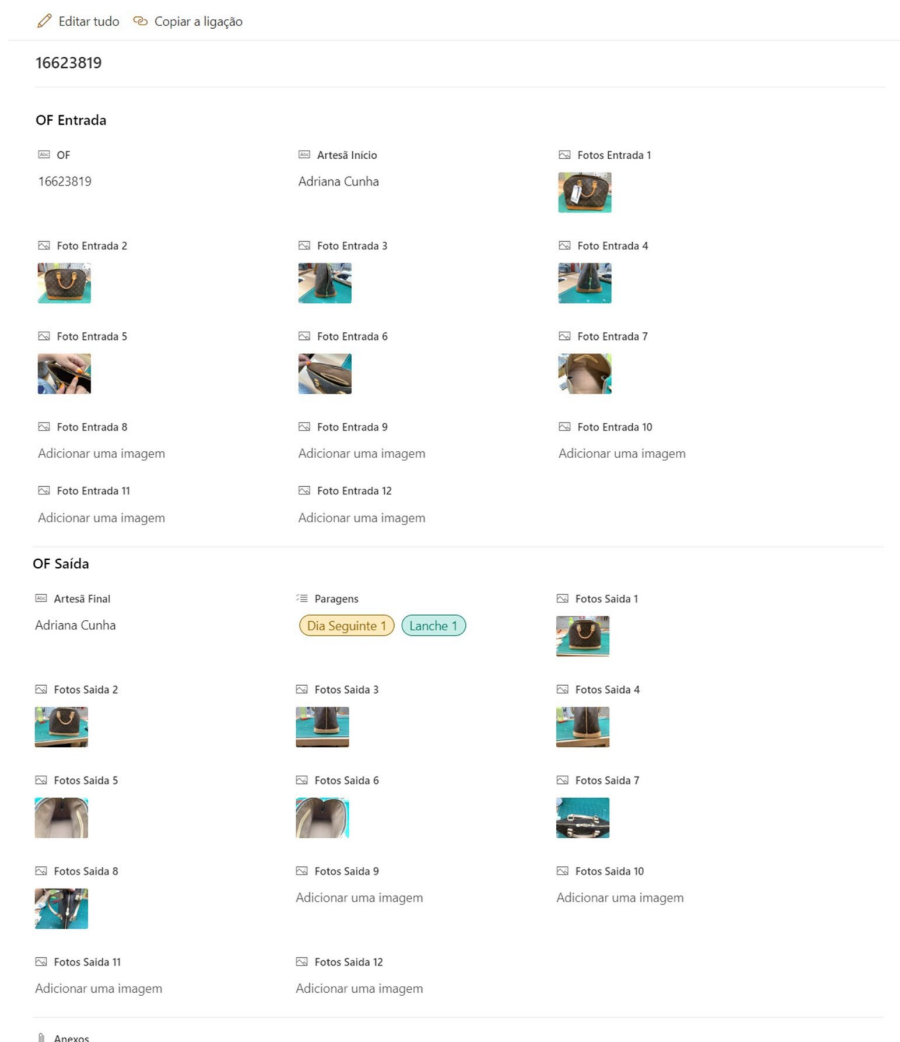 Editar tudo Copiar a ligação
16623819
OF Entrada
OF Artesã Início Fotos Entrada 1
16623819 Adriana Cunha
Foto Entrada 2 Foto Entrada 3 Foto Entrada 4
Foto Entrada 5 Foto Entrada 6 Foto Entrada 7
Foto Entrada 8 Foto Entrada 9 Foto Entrada 10
Adicionar uma imagem Adicionar uma imagem Adicionar uma imagem
Foto Entrada 11 Foto Entrada 12
Adicionar uma imagem Adicionar uma imagem
OF Saída
Artesã Final Paragens Fotos Saida 1
Adriana Cunha Dia Seguinte 1 Lanche 1
Fotos Saida 2 Fotos Saida 3 Fotos Saida 4
Fotos Saida 5 Fotos Saida 6 Fotos Saida 7
Fotos Saida 8 Fotos Saida 9 Fotos Saida 10
Adicionar uma imagem Adicionar uma imagem
Fotos Saida 11 Fotos Saida 12
Adicionar uma imagem Adicionar uma imagem
Anexos